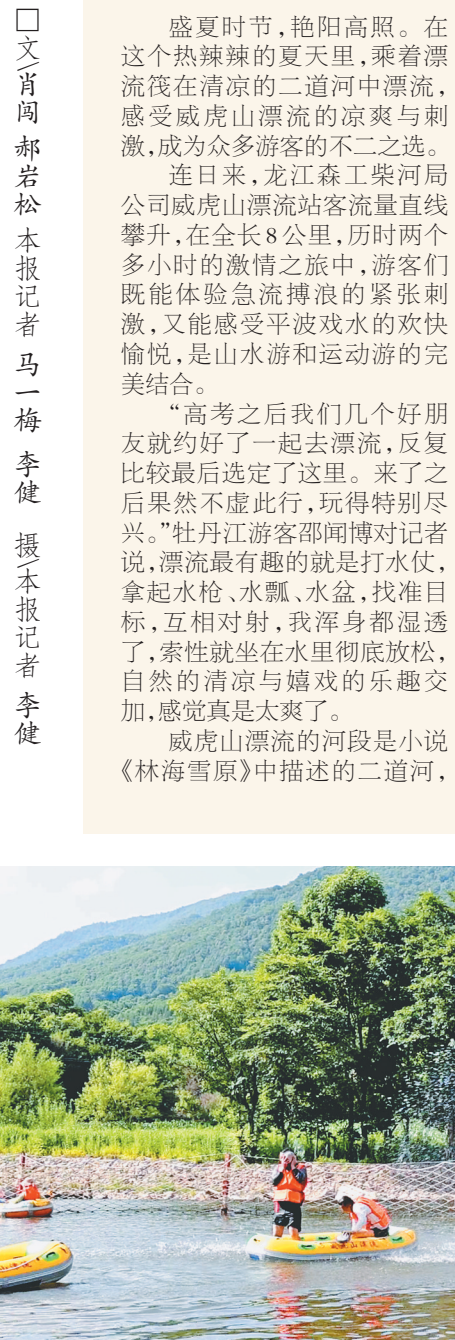 □文/肖闯 郝岩松 本报记者 马一梅 李健 摄/本报记者 李健
盛夏时节,艳阳高照。在
这个热辣辣的夏天里,乘着漂
流筏在清凉的二道河中漂流,
感受威虎山漂流的凉爽与刺
激,成为众多游客的不二之选。
连日来,龙江森工柴河局
公司威虎山漂流站客流量直线
攀升,在全长8公里,历时两个
多小时的激情之旅中,游客们
既能体验急流搏浪的紧张刺
激,又能感受平波戏水的欢快
愉悦,是山水游和运动游的完
美结合。
“高考之后我们几个好朋
友就约好了一起去漂流,反复
比较最后选定了这里。来了之
后果然不虚此行,玩得特别尽
兴。”牡丹江游客邵闻博对记者
说,漂流最有趣的就是打水仗,
拿起水枪、水瓢、水盆,找准目
标,互相对射,我浑身都湿透
了,索性就坐在水里彻底放松,
自然的清凉与嬉戏的乐趣交
加,感觉真是太爽了。
威虎山漂流的河段是小说
《林海雪原》中描述的二道河,
威虎山漂流